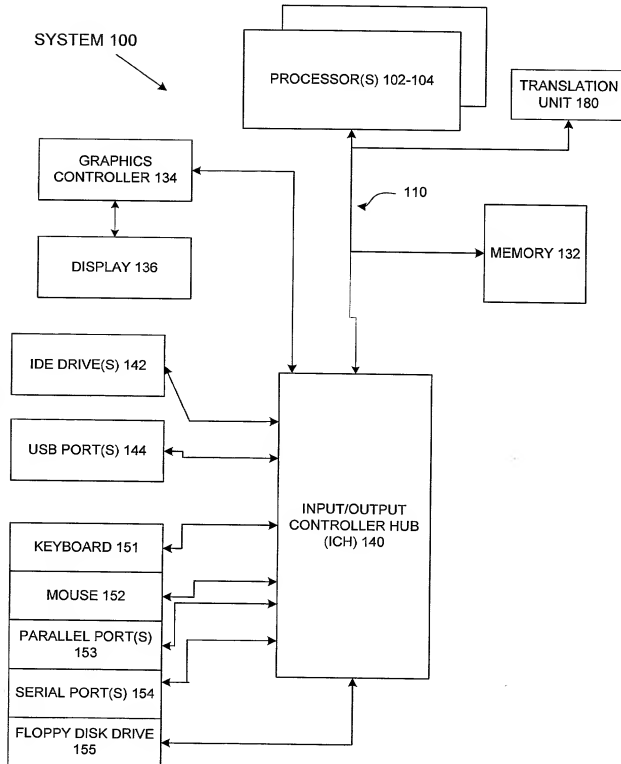 SYSTEM 100
PROCESSOR(S) 102-104
TRANSLATION
UNIT 180
GRAPHICS
CONTROLLER 134
110
DISPLAY 136
MEMORY 132
IDE DRIVE(S) 142
USB PORT(S) 144
INPUT/OUTPUT
CONTROLLER HUB
(ICH) 140
KEYBOARD 151
MOUSE 152
PARALLEL PORT(S)
153
SERIAL PORT(S) 154
FLOPPY DISK DRIVE
155